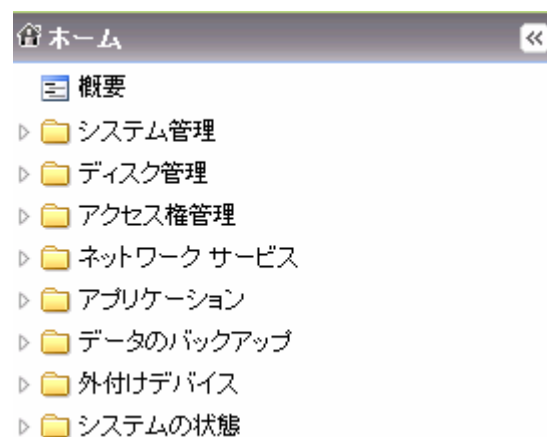 ホーム
概要
システム管理
ディスク管理
アクセス権管理
ネットワーク サービス
アプリケーション
データのバックアップ
外付けデバイス
システムの状態